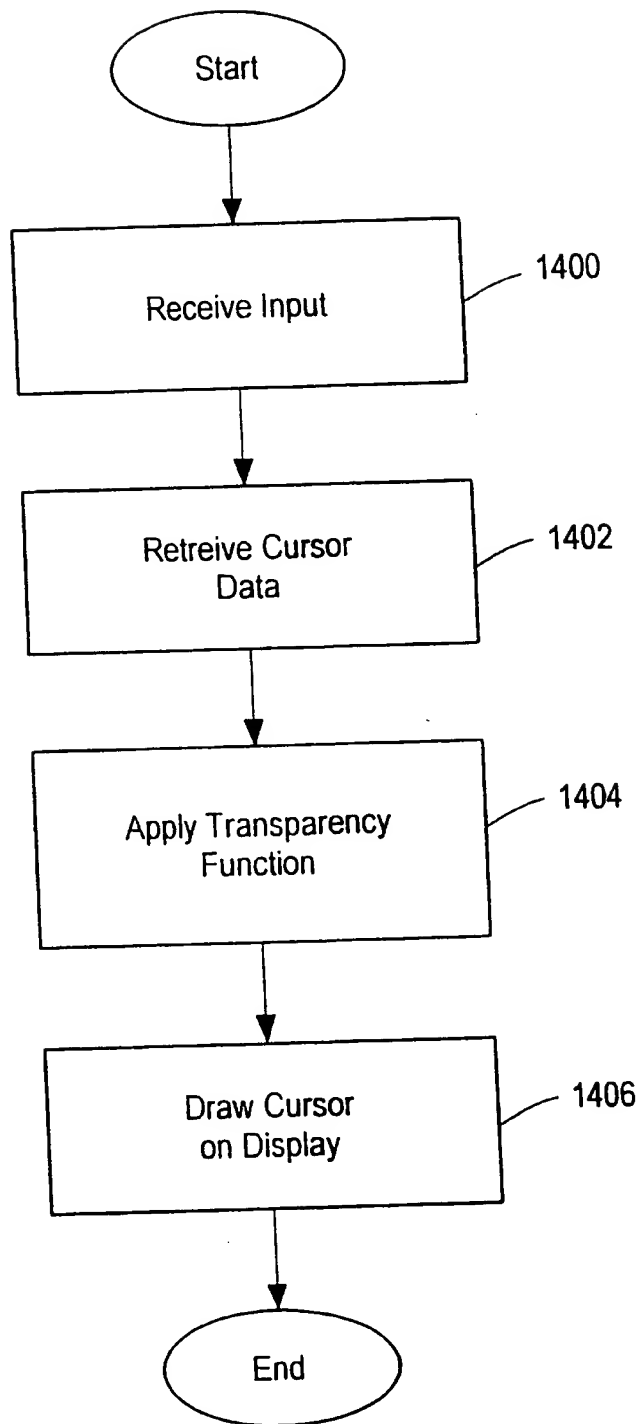 Start
Receive Input
1400
Retreive Cursor
Data
1402
Apply Transparency
Function
1404
Draw Cursor
on Display
1406
End